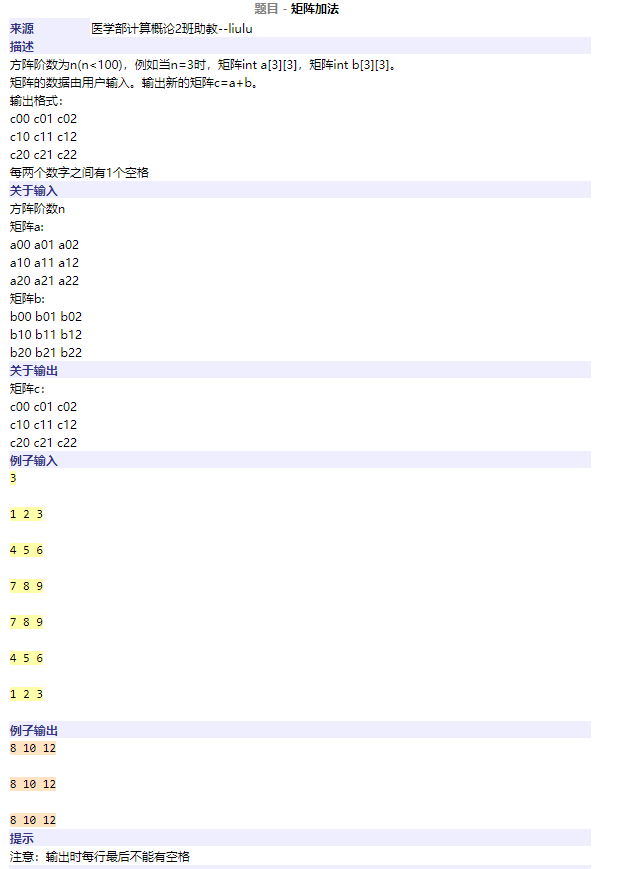 题目 - 矩阵加法
来源 医学部计算概论2班助教--liulu
描述
方阵阶数为n(n<100)，例如当n=3时，矩阵int a[3][3]，矩阵int b[3][3]。
矩阵的数据由用户输入。输出新的矩阵c=a+b。
输出格式：
c00 c01 c02
c10 c11 c12
c20 c21 c22
每两个数字之间有1个空格
关于输入
方阵阶数n
矩阵a:
a00 a01 a02
a10 a11 a12
a20 a21 a22
矩阵b:
b00 b01 b02
b10 b11 b12
b20 b21 b22
关于输出
矩阵c：
c00 c01 c02
c10 c11 c12
c20 c21 c22
例子输入
3
1 2 3
4 5 6
7 8 9
7 8 9
4 5 6
1 2 3
例子输出
8 10 12
8 10 12
8 10 12
提示
注意：输出时每行最后不能有空格